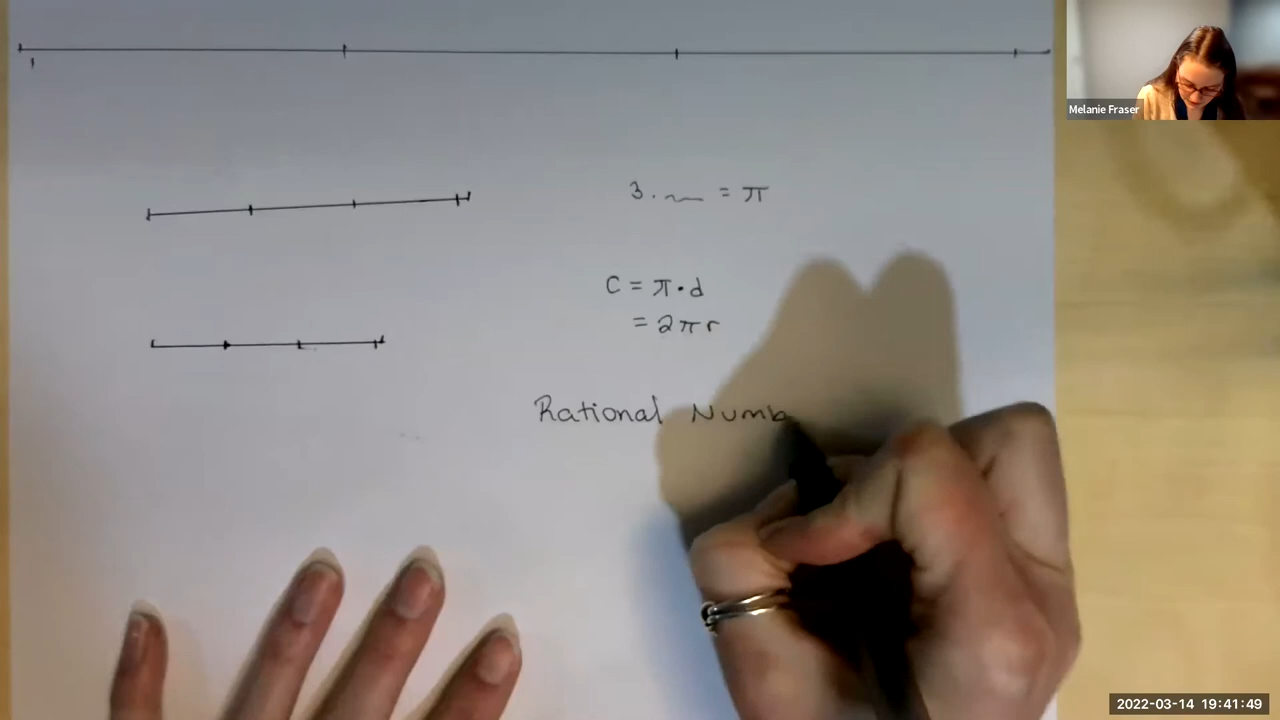 Melanie Fraser
3. = π
C = π·d
= 2πr
Rational Numb
2022-03-14 19:41:49